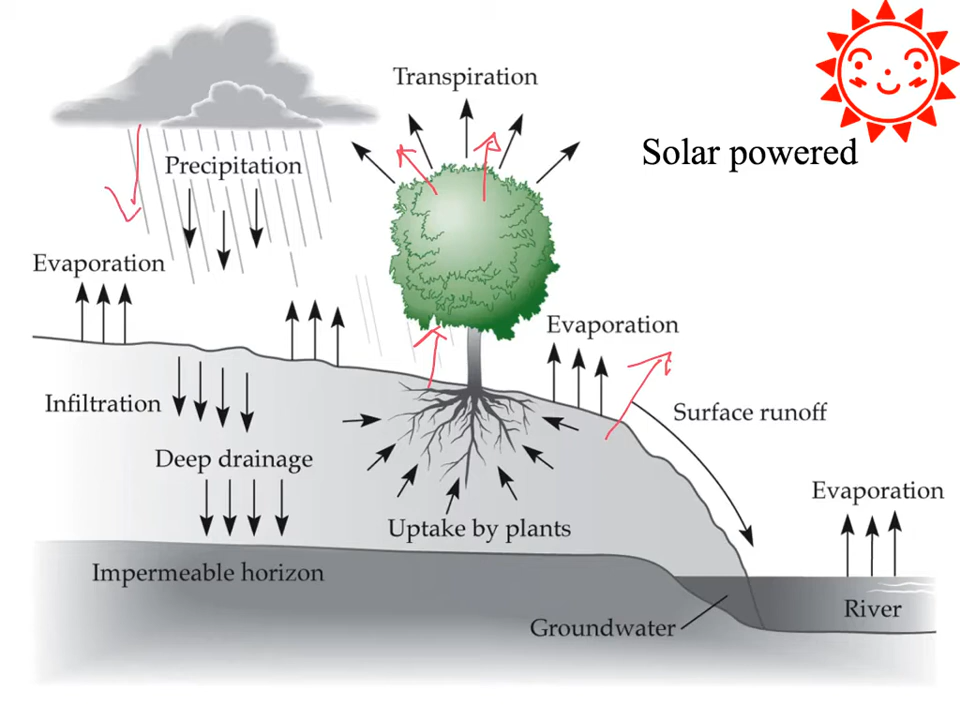 Transpiration
Solar powered
Precipitation
Evaporation
Evaporation
Infiltration
Surface runoff
Deep drainage
Evaporation
Uptake by plants
Impermeable horizon
River
Groundwater